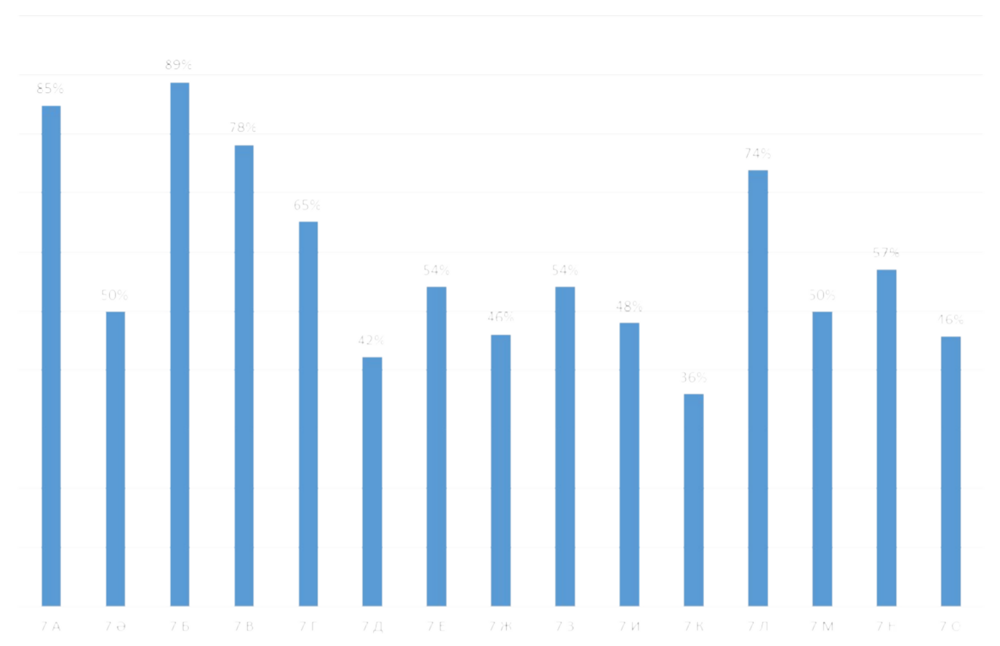 89%
85%
78%
74%
65%
57%
54%
54%
50%
50%
48%
46%
46%
42%
36%
7 А
7 Ә
7 Б
7 В
7 Г
7 Д
7 Е
7 Ж
7 З
7 И
7 К
7 Л
7 М
7 Н
7 О